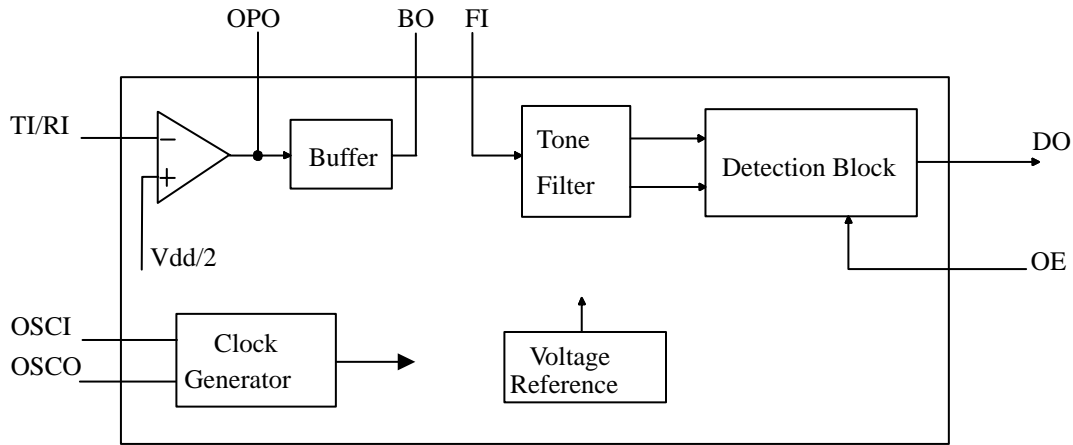 OPO
BO
FI
TI/RI
−
+
Buffer
Tone
Filter
Detection Block
DO
Vdd/2
OE
OSCI
OSCO
Clock
Generator
Voltage
Reference